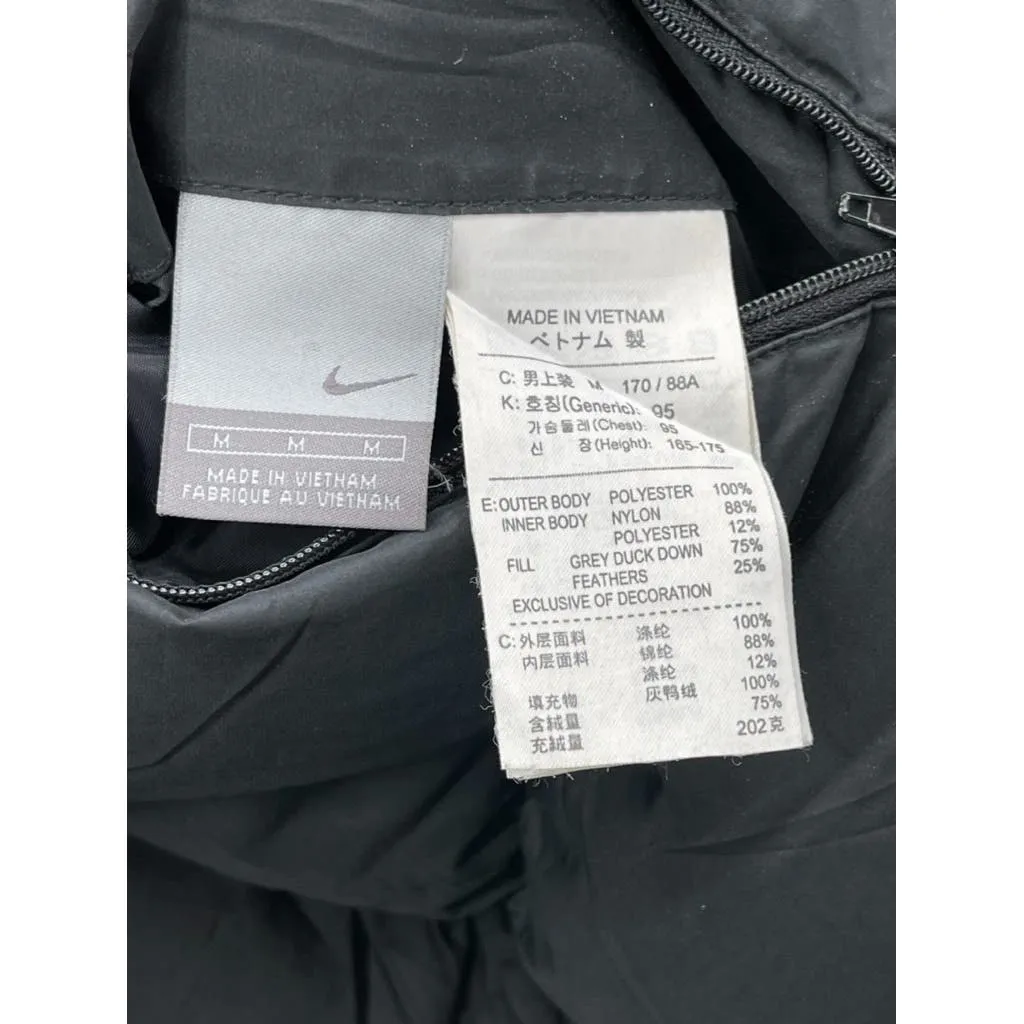 M M M
MADE IN VIETNAM
FABRIQUE AU VIETNAM
MADE IN VIETNAM
ベトナム 製
C: 男上装 M 170 / 88A
K: 호칭(Generic): 95
가슴둘레(Chest): 95
신 장(Height): 165-175
E: OUTER BODY POLYESTER 100%
INNER BODY NYLON 88%
POLYESTER 12%
FILL GREY DUCK DOWN 75%
FEATHERS 25%
EXCLUSIVE OF DECORATION
C: 外层面料 涤纶 100%
内层面料 锦纶 88%
涤纶 12%
填充物 灰鸭绒 100%
含絨量 75%
充絨量 202克